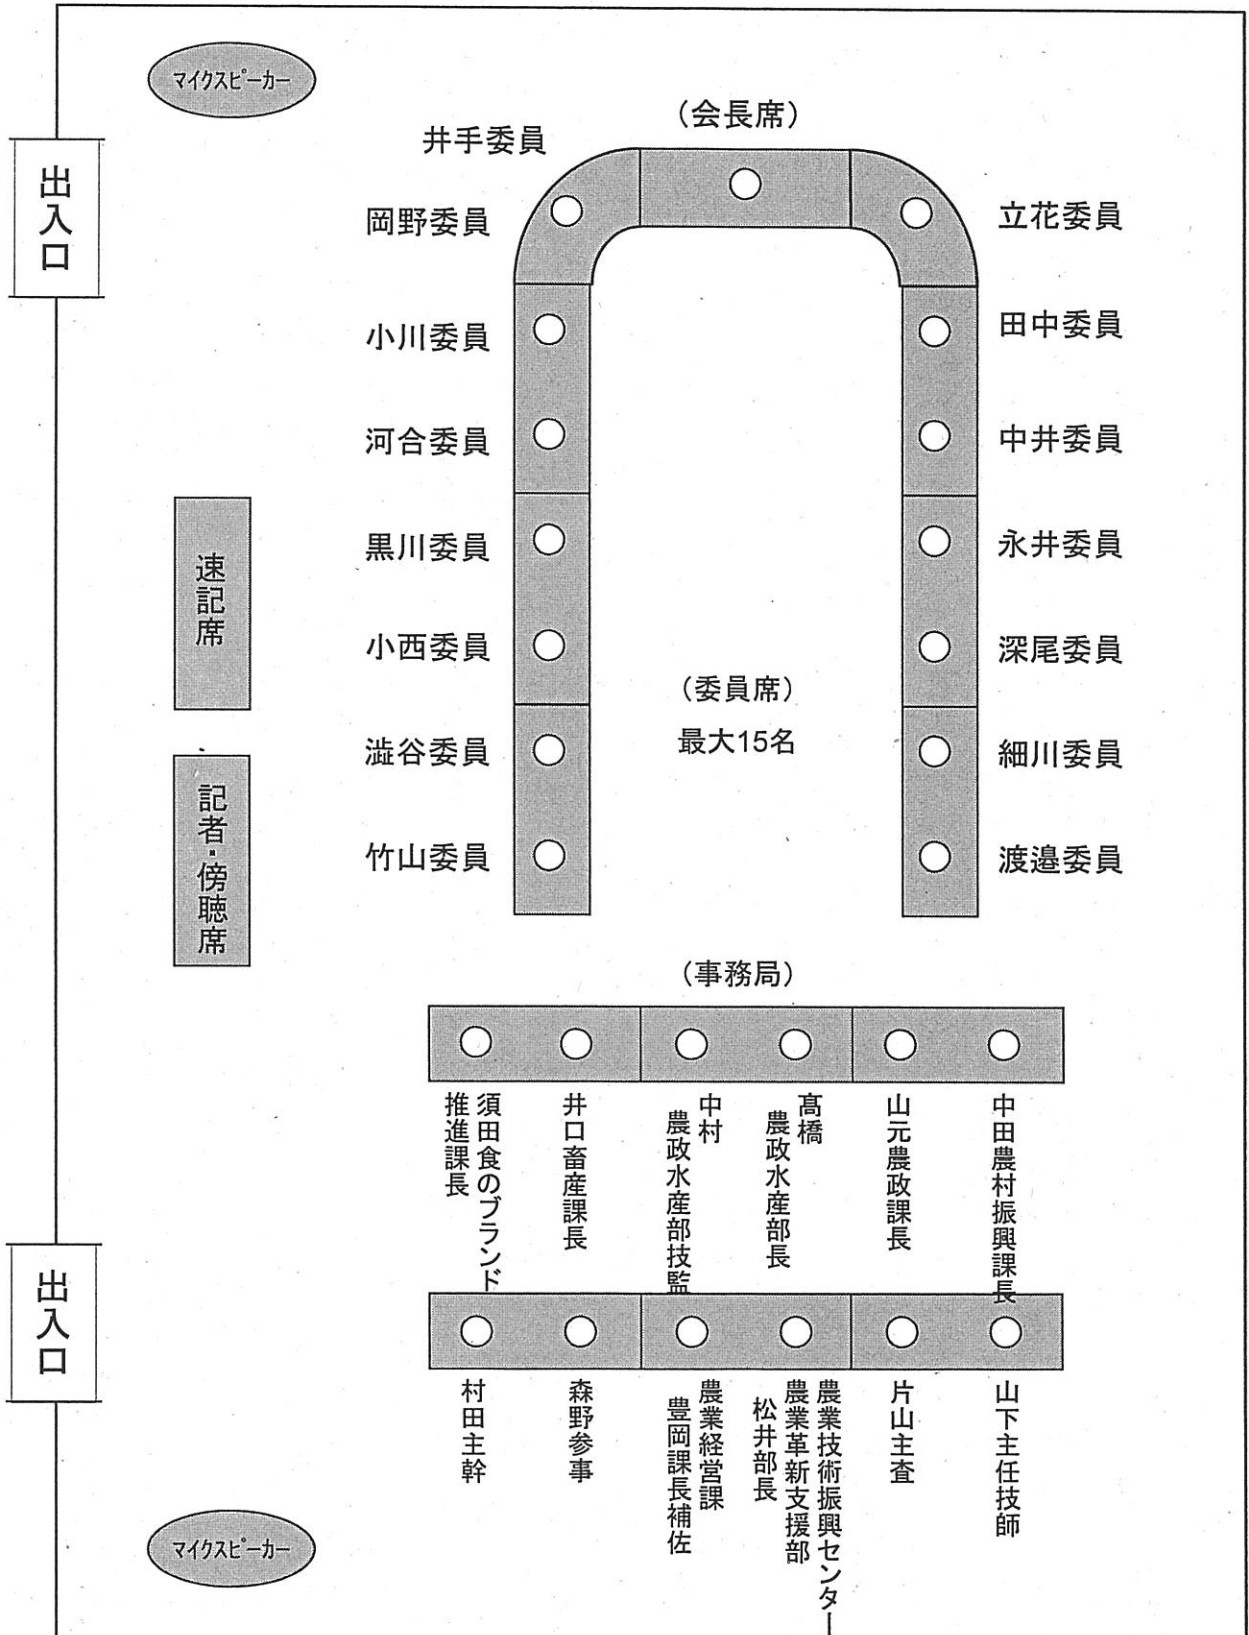 マイクスピーカー
出入口
（会長席）
井手委員
岡野委員
立花委員
小川委員
田中委員
河合委員
中井委員
速記席
黒川委員
永井委員
小西委員
深尾委員
（委員席）
最大15名
記者・傍聴席
澁谷委員
細川委員
竹山委員
渡邉委員
（事務局）
須田食のブランド
推進課長
井口畜産課長
中村
農政水産部技監
髙橋
農政水産部長
山元農政課長
中田農村振興課長
出入口
村田主幹
森野参事
農業経営課
豊岡課長補佐
農業技術振興センター
農業革新支援部
松井部長
片山主査
山下主任技師
マイクスピーカー